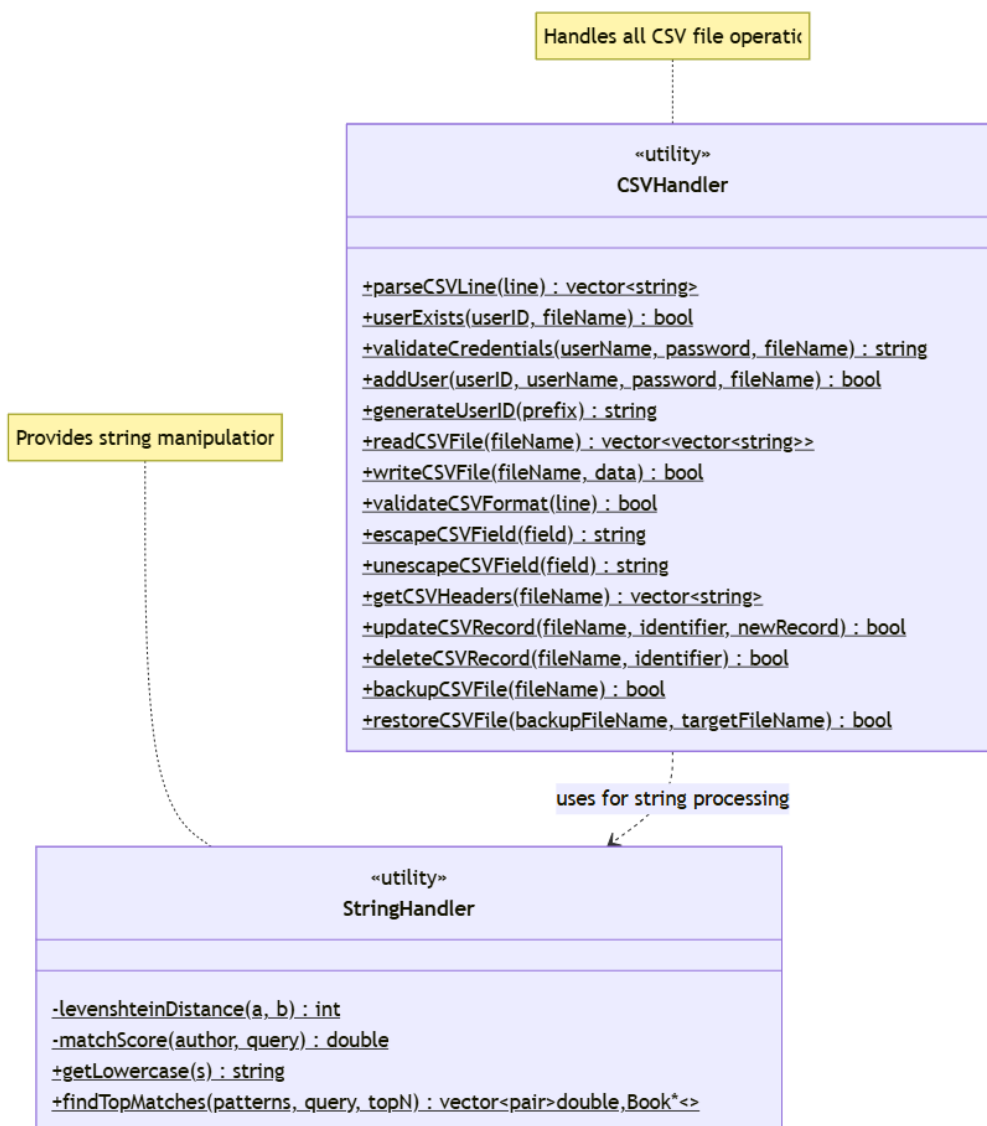 Handles all CSV file operatic
«utility»
CSVHandler
+parseCSVLine(line) : vector<string>
+userExists(userID, fileName) : bool
+validateCredentials(userName, password, fileName) : string
+addUser(userID, userName, password, fileName) : bool
+generateUserID(prefix) : string
+readCSVFile(fileName) : vector<vector<string>>
+writeCSVFile(fileName, data) : bool
+validateCSVFormat(line) : bool
+escapeCSVField(field) : string
+unescapeCSVField(field) : string
+getCSVHeaders(fileName) : vector<string>
+updateCSVRecord(fileName, identifier, newRecord) : bool
+deleteCSVRecord(fileName, identifier) : bool
+backupCSVFile(fileName) : bool
+restoreCSVFile(backupFileName, targetFileName) : bool
Provides string manipulation
uses for string processing
«utility»
StringHandler
-levenshteinDistance(a, b) : int
-matchScore(author, query) : double
+getLowercase(s) : string
+findTopMatches(patterns, query, topN) : vector<pair>double,Book*<>